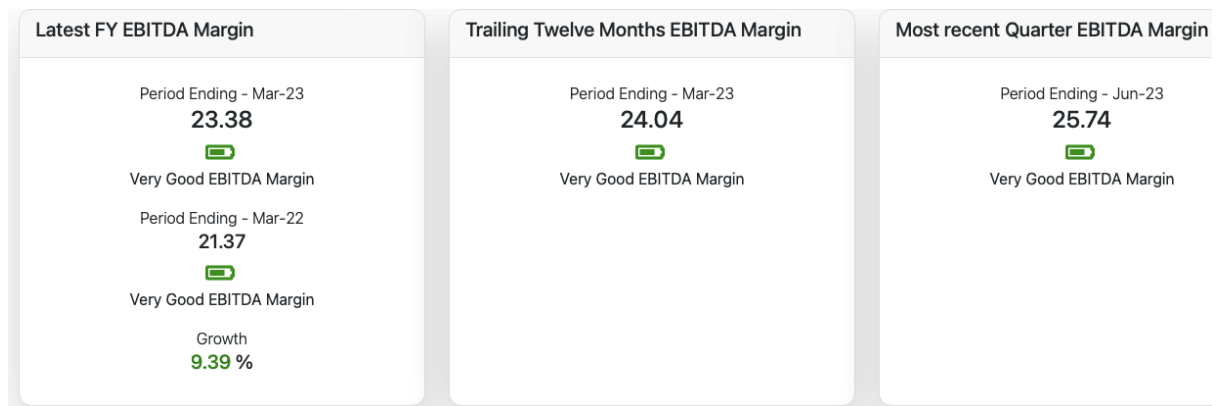 Latest FY EBITDA Margin
Period Ending - Mar-23
23.38
Very Good EBITDA Margin
Period Ending - Mar-22
21.37
Very Good EBITDA Margin
Growth
9.39 %
Trailing Twelve Months EBITDA Margin
Period Ending - Mar-23
24.04
Very Good EBITDA Margin
Most recent Quarter EBITDA Margin
Period Ending - Jun-23
25.74
Very Good EBITDA Margin